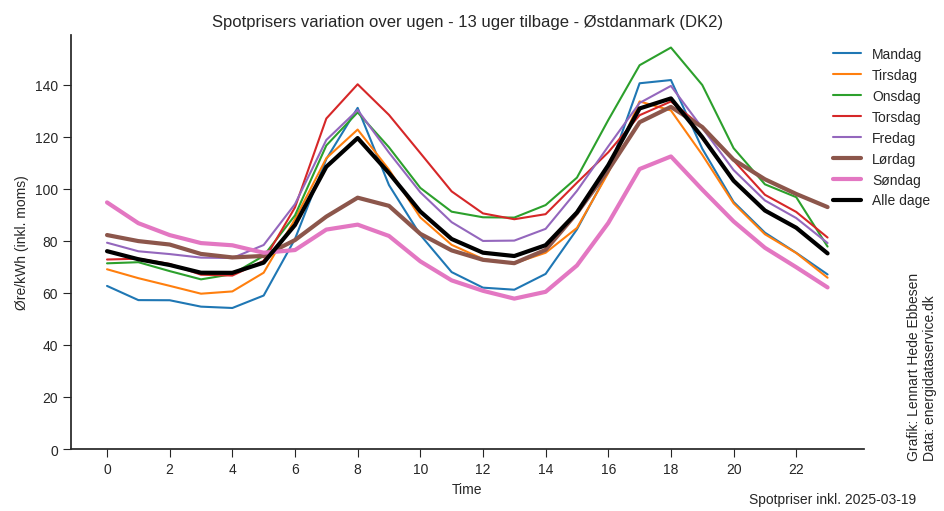 Spotprisers variation over ugen - 13 uger tilbage - Østdanmark (DK2)
Øre/kWh (inkl. moms)
140
120
100
80
60
40
20
0
0 2 4 6 8 10 12 14 16 18 20 22
Time
Mandag
Tirsdag
Onsdag
Torsdag
Fredag
Lørdag
Søndag
Alle dage
Grafik: Lennart Hede Ebbesen
Data: energidataservice.dk
Spotpriser inkl. 2025-03-19